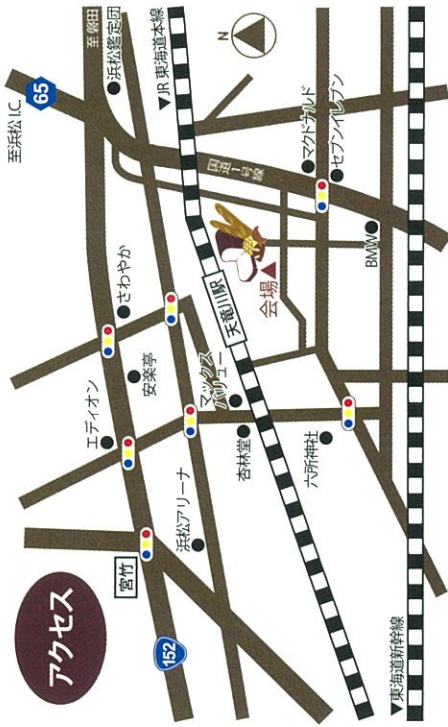 アクセス
152
宮竹
エディオン
安楽亭
さわやか
至浜松I.C.
65
至磐田
浜松鑑定団
▼JR東海道本線
N
浜松アリーナ
杏林堂
マックス
バリュー
天竜川駅
会場▲
国道1号線
マクドナルド
セブンイレブン
BMW
六所神社
▼東海道新幹線